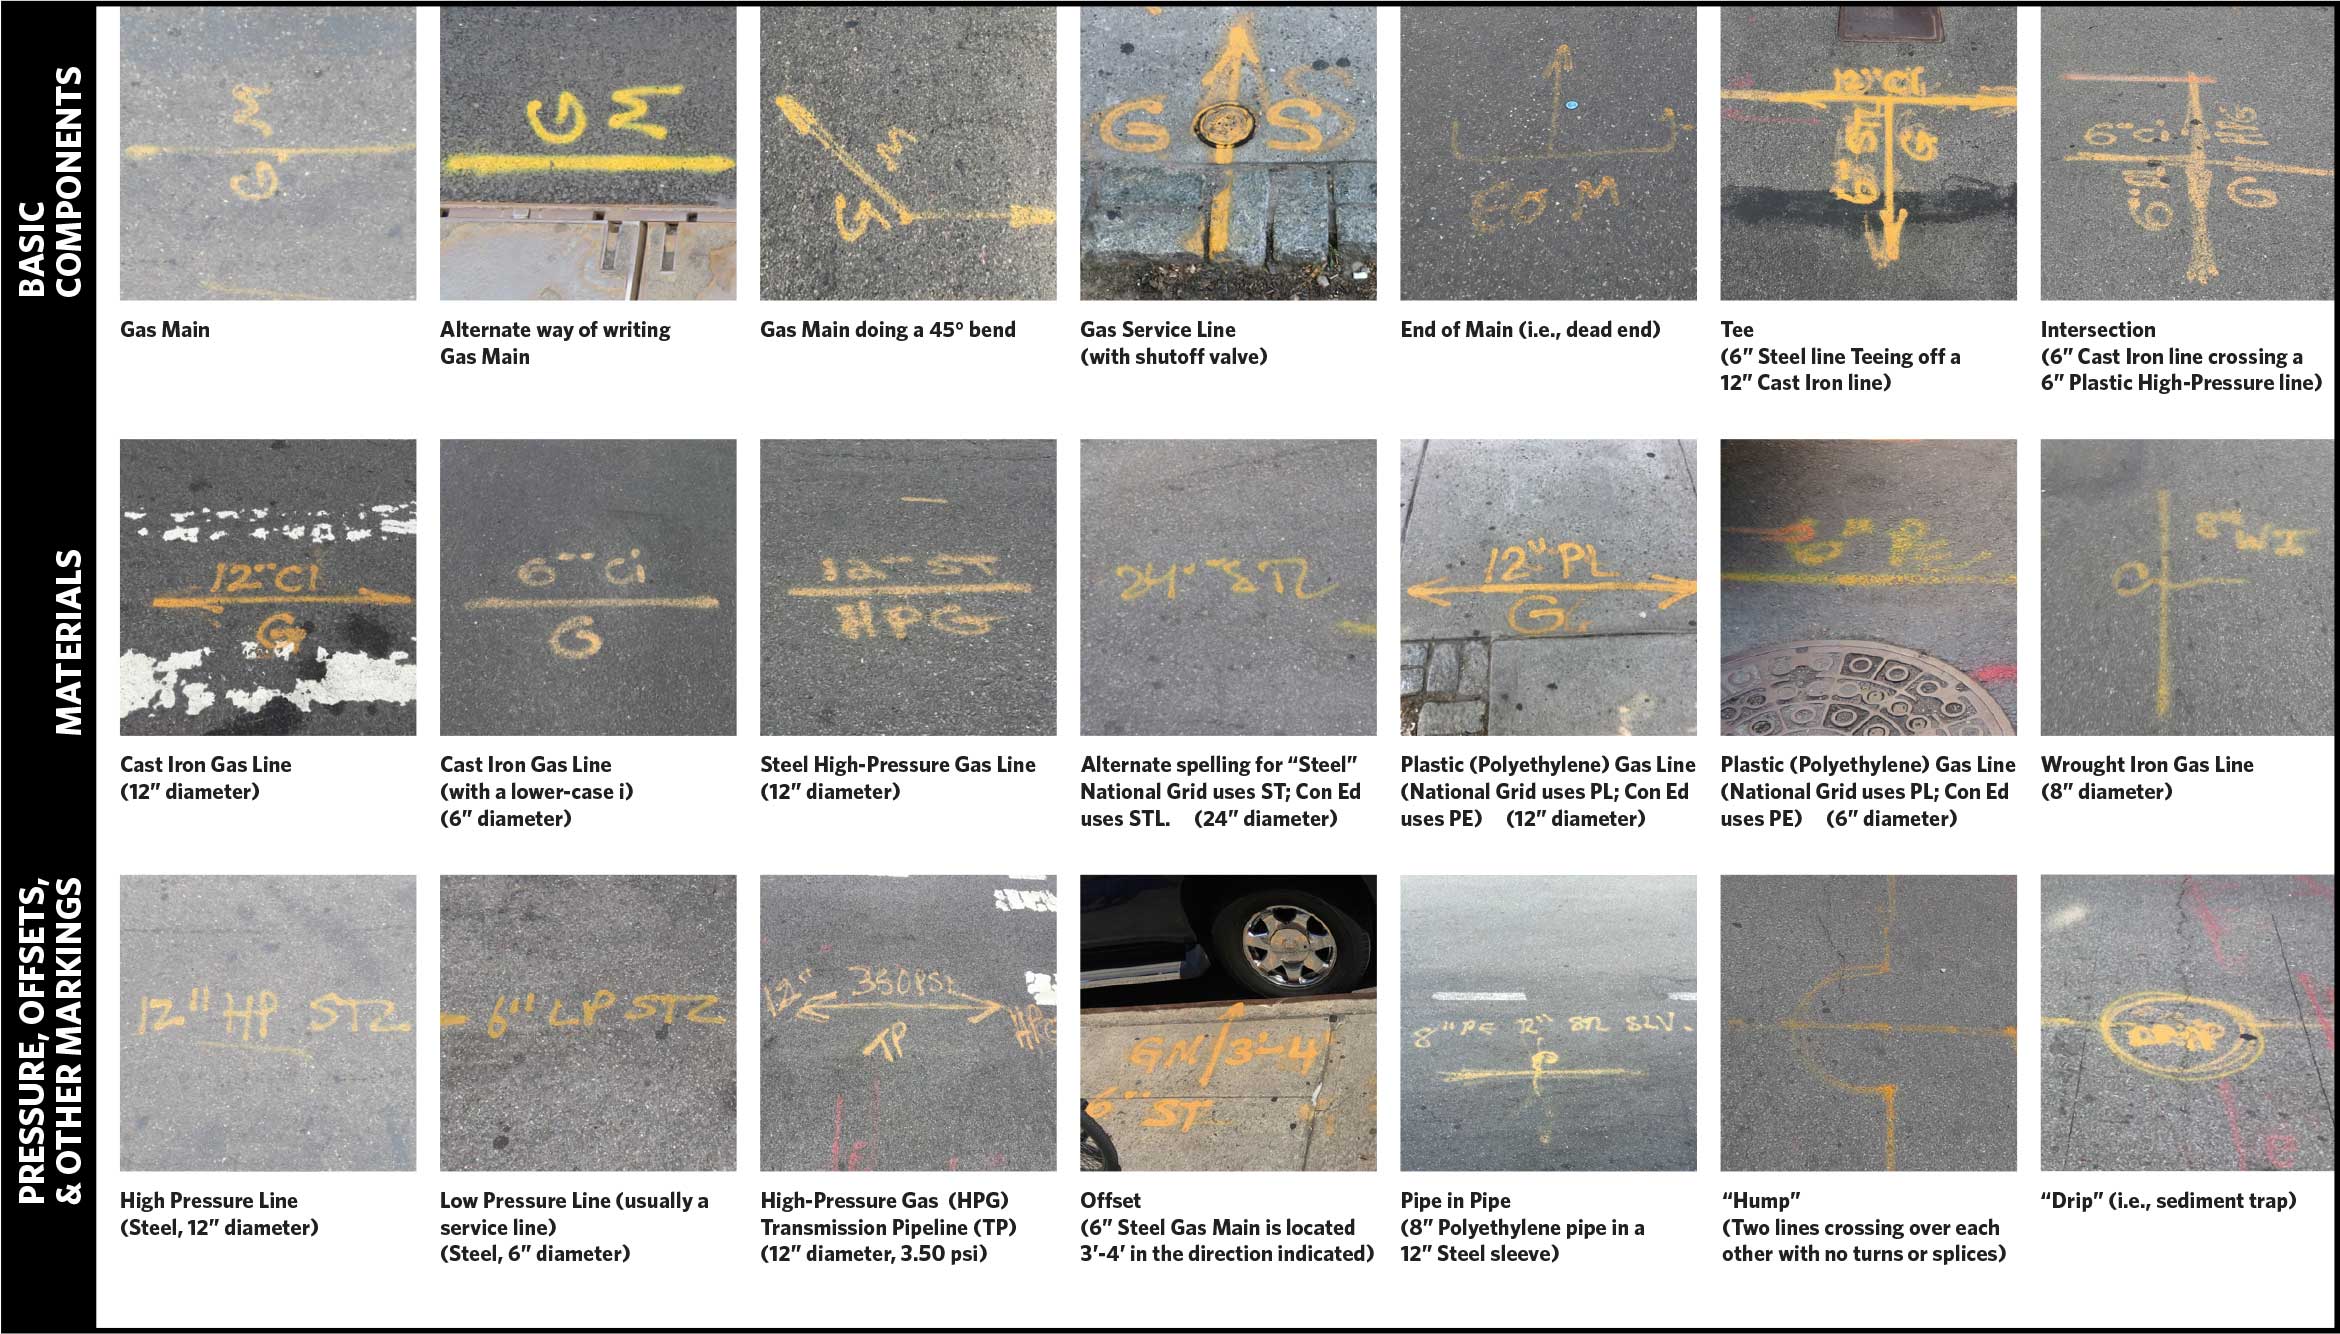 BASIC
COMPONENTS
M
G
G M
G M
G S
EOM
12" CI
6" STL
G
6" Ci
G
Gas Main
Alternate way of writing
Gas Main
Gas Main doing a 45° bend
Gas Service Line
(with shutoff valve)
End of Main (i.e., dead end)
Tee
(6” Steel line Teeing off a
12” Cast Iron line)
Intersection
(6” Cast Iron line crossing a
6” Plastic High-Pressure line)
MATERIALS
12" CI
G
6" Ci
G
12" ST
HPG
24" STL
12" PL
G
6" P
8" WI
Cast Iron Gas Line
(12” diameter)
Cast Iron Gas Line
(with a lower-case i)
(6” diameter)
Steel High-Pressure Gas Line
(12” diameter)
Alternate spelling for “Steel”
National Grid uses ST; Con Ed
uses STL. (24” diameter)
Plastic (Polyethylene) Gas Line
(National Grid uses PL; Con Ed
uses PE) (12” diameter)
Plastic (Polyethylene) Gas Line
(National Grid uses PL; Con Ed
uses PE) (6” diameter)
Wrought Iron Gas Line
(8” diameter)
PRESSURE, OFFSETS,
& OTHER MARKINGS
12" HP STL
6" LP STL
12" 350PSI HPG
TP
GM 3'-4'
6" ST
8" PE 12" STL SLV.
DRIP
High Pressure Line
(Steel, 12” diameter)
Low Pressure Line (usually a
service line)
(Steel, 6” diameter)
High-Pressure Gas (HPG)
Transmission Pipeline (TP)
(12” diameter, 3.50 psi)
Offset
(6” Steel Gas Main is located
3’-4’ in the direction indicated)
Pipe in Pipe
(8” Polyethylene pipe in a
12” Steel sleeve)
“Hump”
(Two lines crossing over each
other with no turns or splices)
“Drip” (i.e., sediment trap)